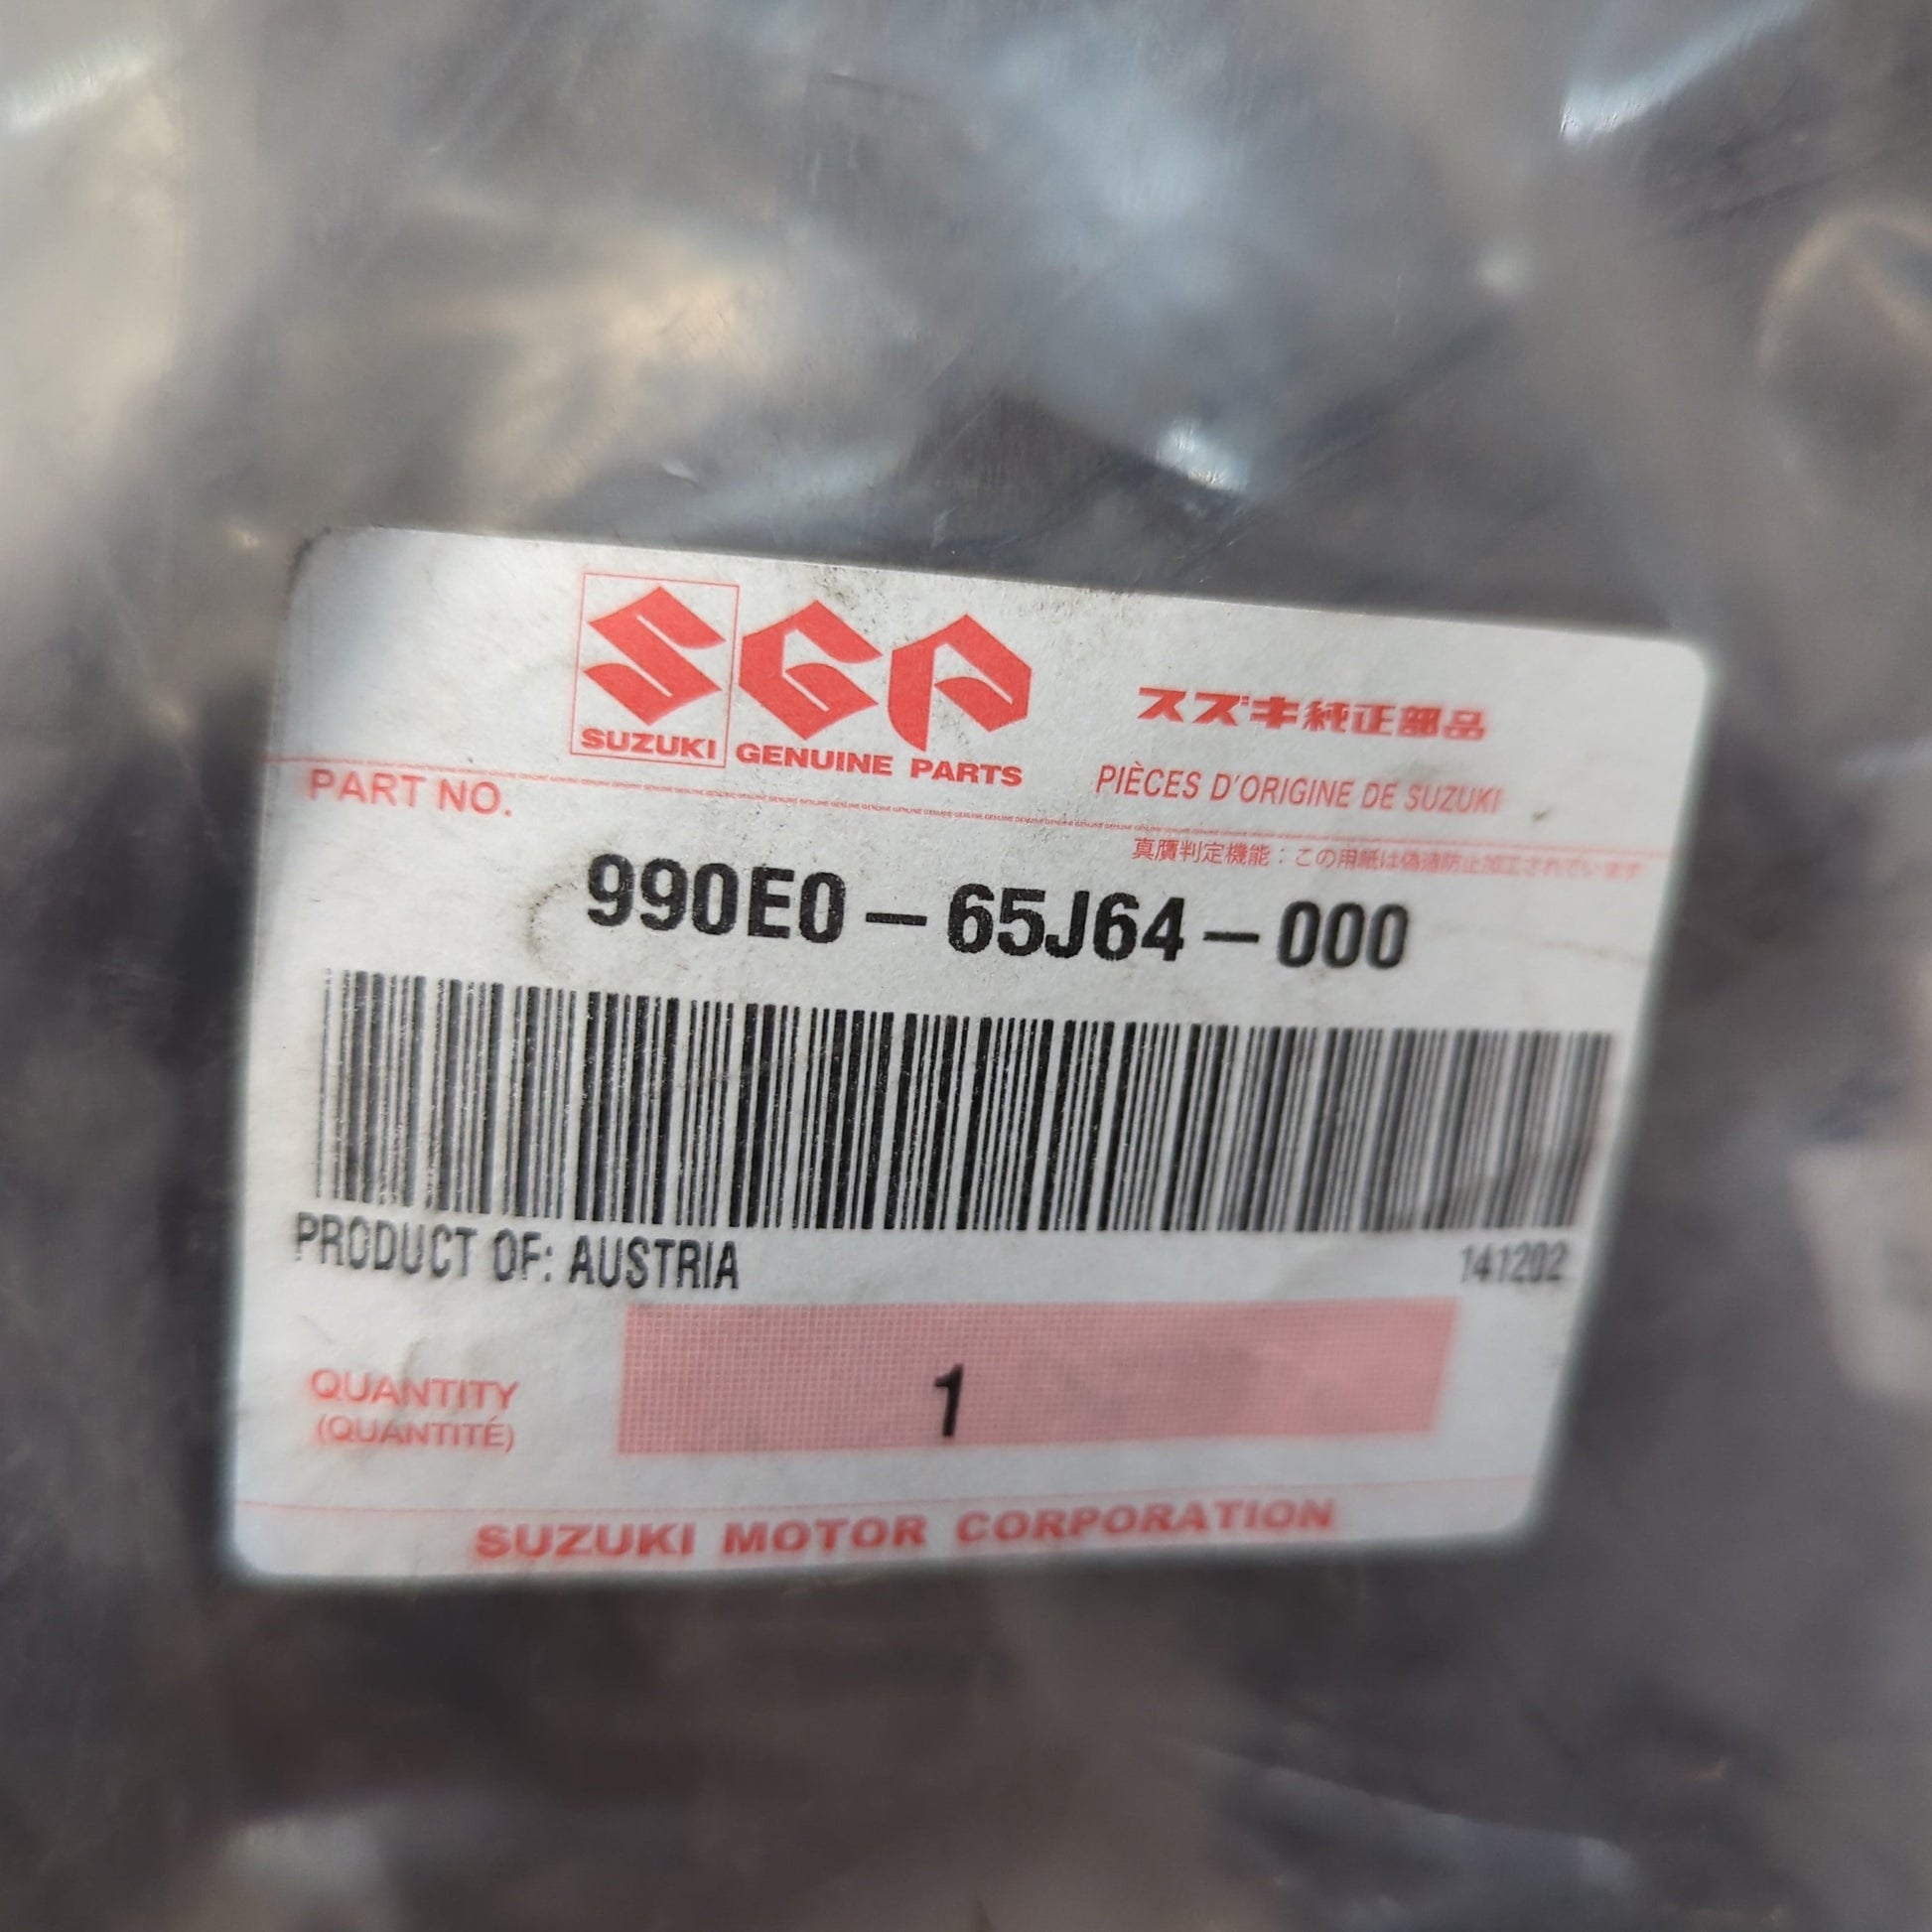 SGP
SUZUKI GENUINE PARTS
スズキ純正部品
PIÈCES D'ORIGINE DE SUZUKI
PART NO.
真贋判定機能：この用紙は偽造防止加工されています
990E0-65J64-000
PRODUCT OF: AUSTRIA
141202
QUANTITY
(QUANTITÉ)
1
SUZUKI MOTOR CORPORATION